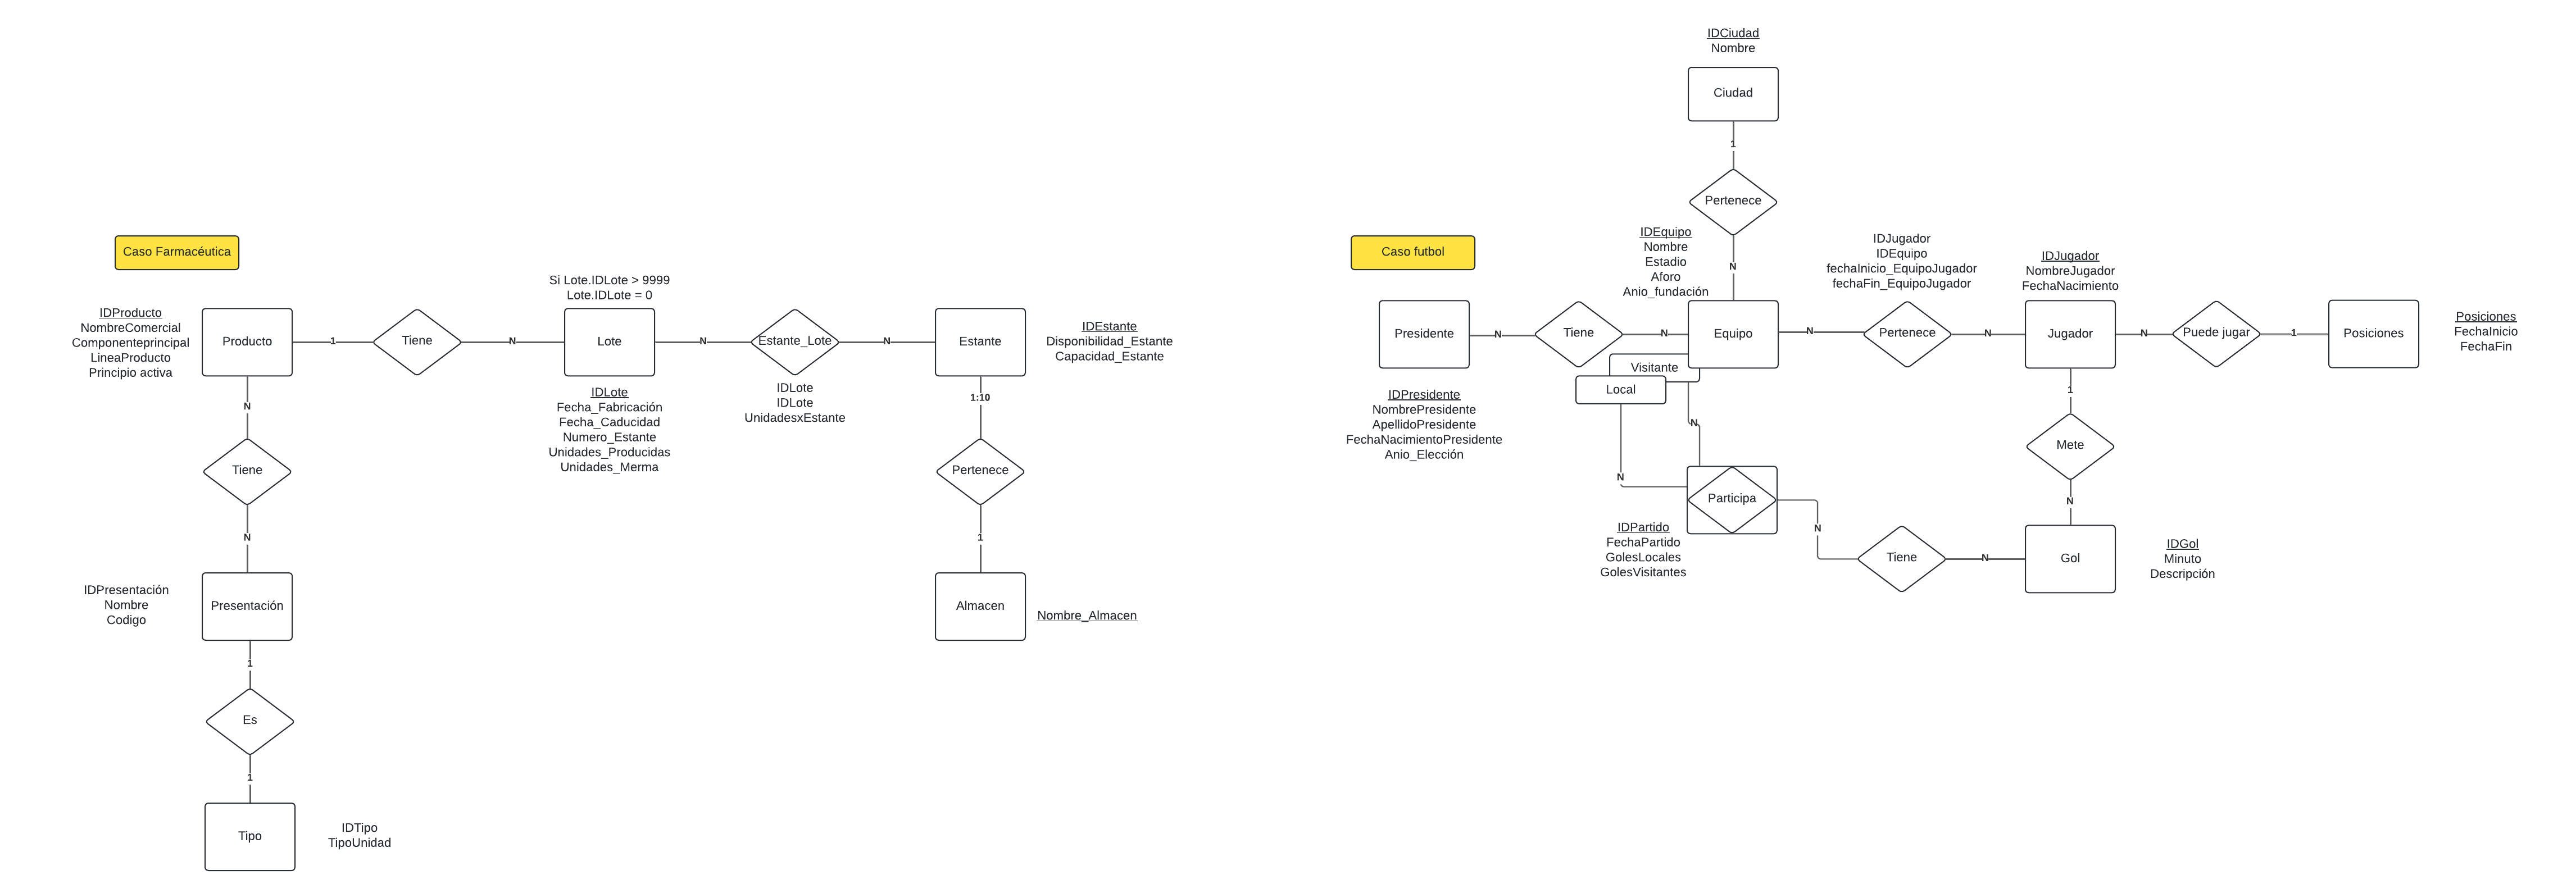 Caso Farmacéutica
IDProducto
NombreComercial
Componenteprincipal
LineaProducto
Principio activa
Producto
1
Tiene
N
Si Lote.IDLote > 9999
Lote.IDLote = 0
Lote
IDLote
Fecha_Fabricación
Fecha_Caducidad
Numero_Estante
Unidades_Producidas
Unidades_Merma
N
Estante_Lote
IDLote
IDLote
UnidadesxEstante
N
Estante
IDEstante
Disponibilidad_Estante
Capacidad_Estante
1:10
Pertenece
1
Almacen
Nombre_Almacen
N
Tiene
N
IDPresentación
Nombre
Codigo
Presentación
1
Es
1
Tipo
IDTipo
TipoUnidad
Caso futbol
IDCiudad
Nombre
Ciudad
1
Pertenece
N
IDEquipo
Nombre
Estadio
Aforo
Anio_fundación
Presidente
IDPresidente
NombrePresidente
ApellidoPresidente
FechaNacimientoPresidente
Anio_Elección
N
Tiene
N
Equipo
Visitante
Local
N
N
Participa
IDPartido
FechaPartido
GolesLocales
GolesVisitantes
N
IDJugador
IDEquipo
fechaInicio_EquipoJugador
fechaFin_EquipoJugador
Pertenece
N
IDJugador
NombreJugador
FechaNacimiento
Jugador
N
Puede jugar
1
Posiciones
Posiciones
FechaInicio
FechaFin
1
Mete
N
N
Tiene
N
Gol
IDGol
Minuto
Descripción